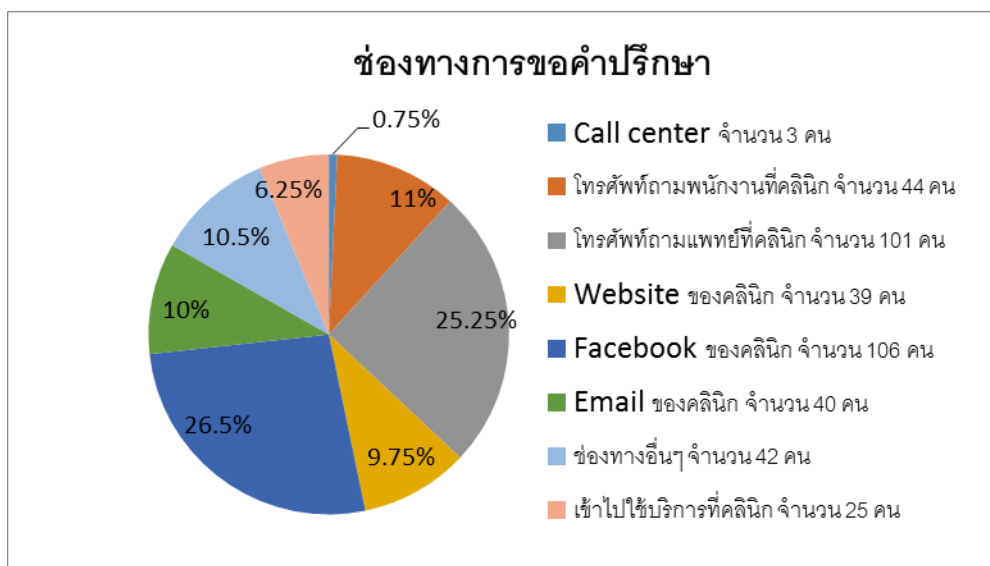 ช่องทางการขอคำปรึกษา
0.75%
11%
25.25%
9.75%
26.5%
10%
10.5%
6.25%
Call center จำนวน 3 คน
โทรศัพท์ถามพนักงานที่คลินิก จำนวน 44 คน
โทรศัพท์ถามแพทย์ที่คลินิก จำนวน 101 คน
Website ของคลินิก จำนวน 39 คน
Facebook ของคลินิก จำนวน 106 คน
Email ของคลินิก จำนวน 40 คน
ช่องทางอื่นๆ จำนวน 42 คน
เข้าไปใช้บริการที่คลินิก จำนวน 25 คน